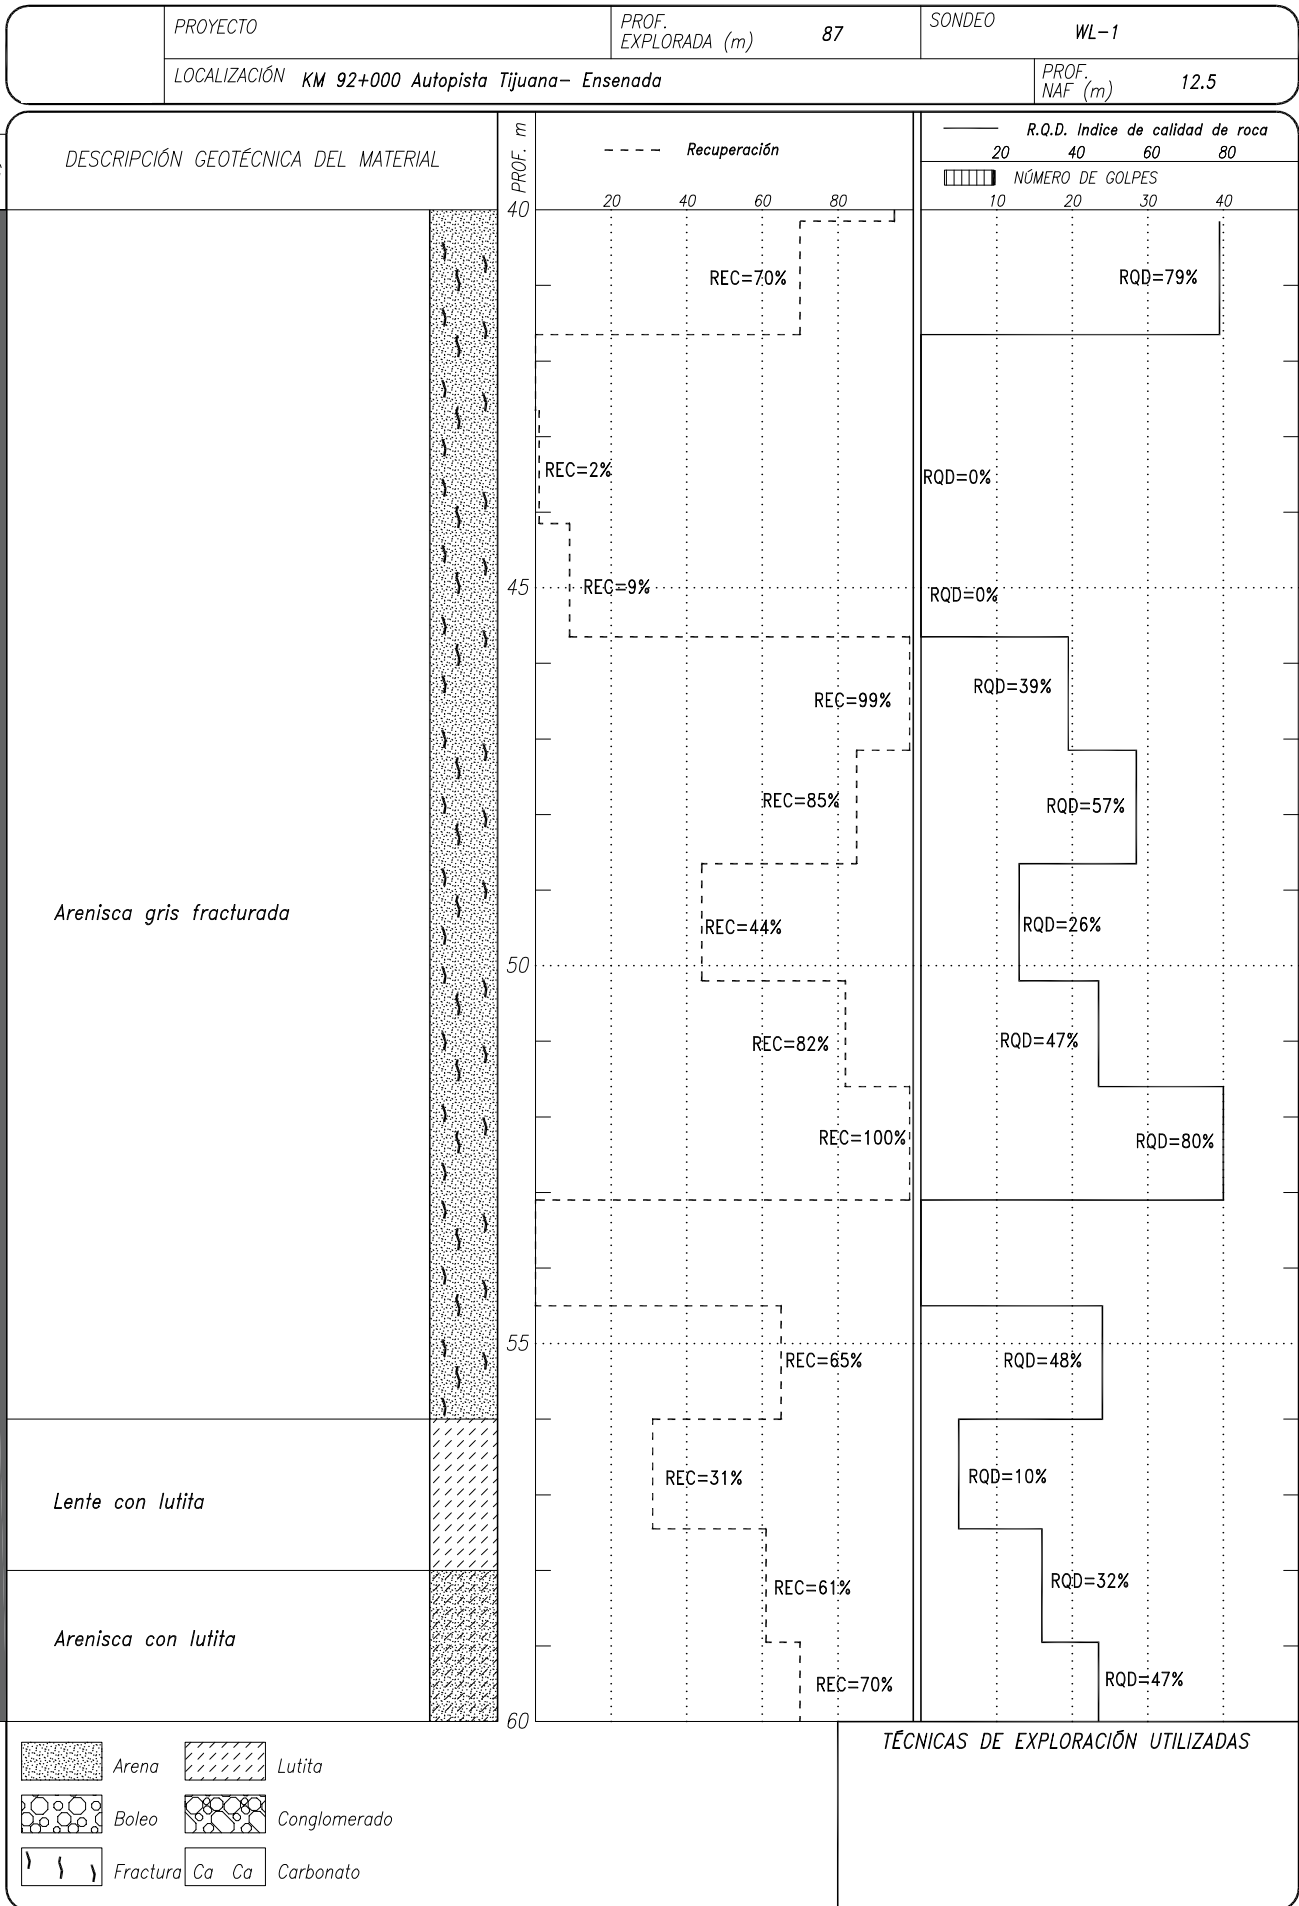 PROYECTO
PROF.
EXPLORADA (m) 87
SONDEO WL-1
LOCALIZACIÓN KM 92+000 Autopista Tijuana- Ensenada
PROF.
NAF (m) 12.5
DESCRIPCIÓN GEOTÉCNICA DEL MATERIAL
PROF. m
Recuperación
20 40 60 80
R.Q.D. Indice de calidad de roca
20 40 60 80
NÚMERO DE GOLPES
10 20 30 40
40
REC=70% RQD=79%
REC=2% RQD=0%
45
REC=9% RQD=0%
REC=99% RQD=39%
REC=85% RQD=57%
Arenisca gris fracturada
REC=44% RQD=26%
50
REC=82% RQD=47%
REC=100% RQD=80%
55
REC=65% RQD=48%
REC=31% RQD=10%
Lente con lutita
REC=61% RQD=32%
Arenisca con lutita
REC=70% RQD=47%
60
TÉCNICAS DE EXPLORACIÓN UTILIZADAS
Arena Lutita
Boleo Conglomerado
Fractura Ca Ca Carbonato